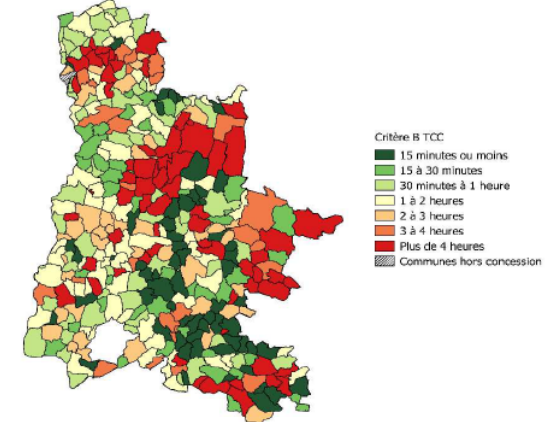 Critère B TCC
15 minutes ou moins
15 à 30 minutes
30 minutes à 1 heure
1 à 2 heures
2 à 3 heures
3 à 4 heures
Plus de 4 heures
Communes hors concession